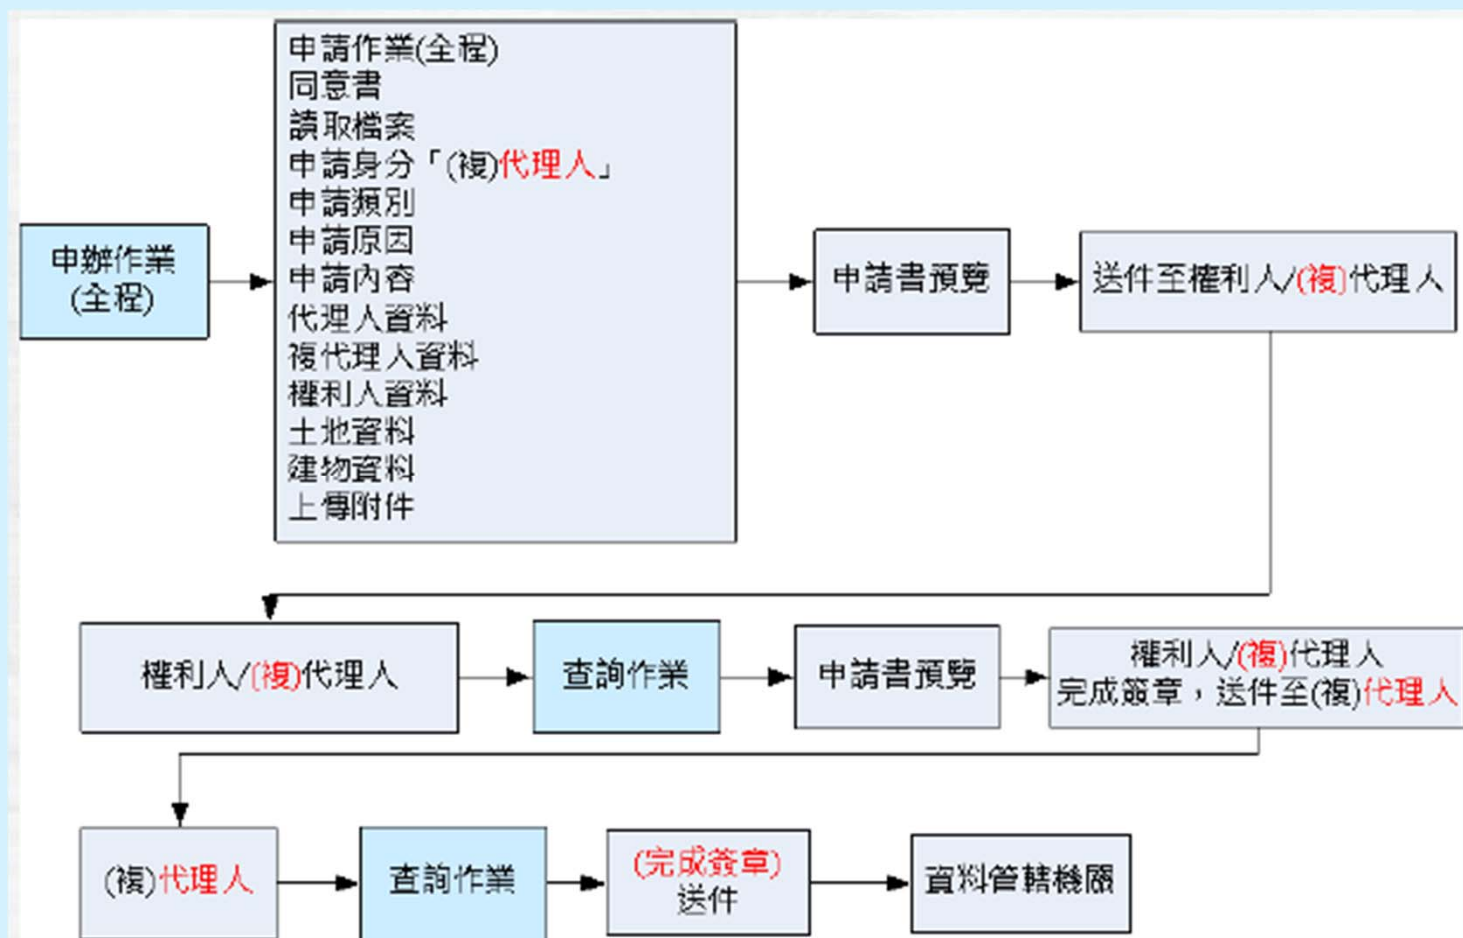 申辦作業
(全程)
申請作業(全程)
同意書
讀取檔案
申請身分「(複)代理人」
申請類別
申請原因
申請內容
代理人資料
複代理人資料
權利人資料
土地資料
建物資料
上傳附件
申請書預覽
送件至權利人/(複)代理人
權利人/(複)代理人
查詢作業
申請書預覽
權利人/(複)代理人
完成簽章，送件至(複)代理人
(複)代理人
查詢作業
(完成簽章)
送件
資料管轄機關